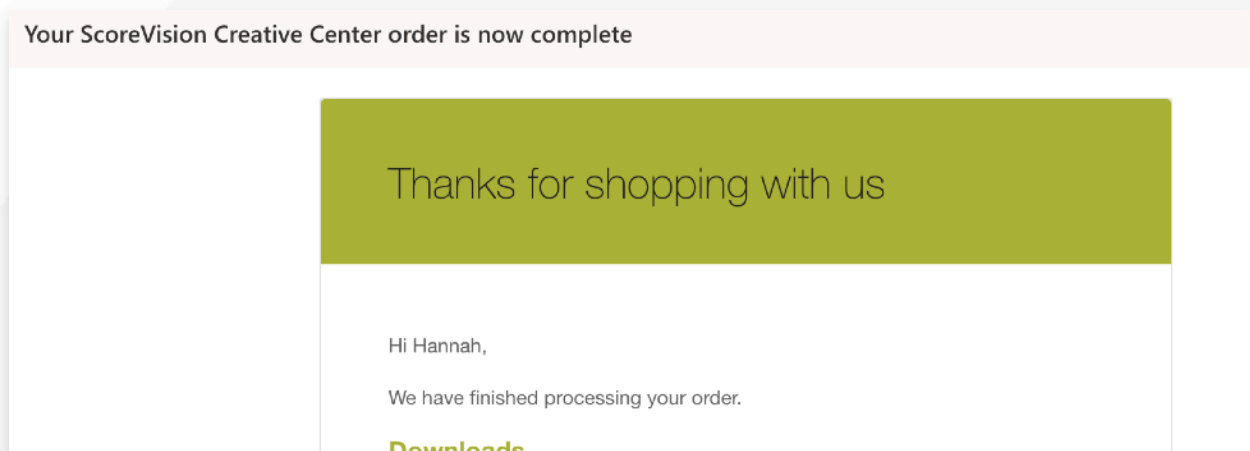 Your ScoreVision Creative Center order is now complete
Thanks for shopping with us
Hi Hannah,
We have finished processing your order.
Downloads